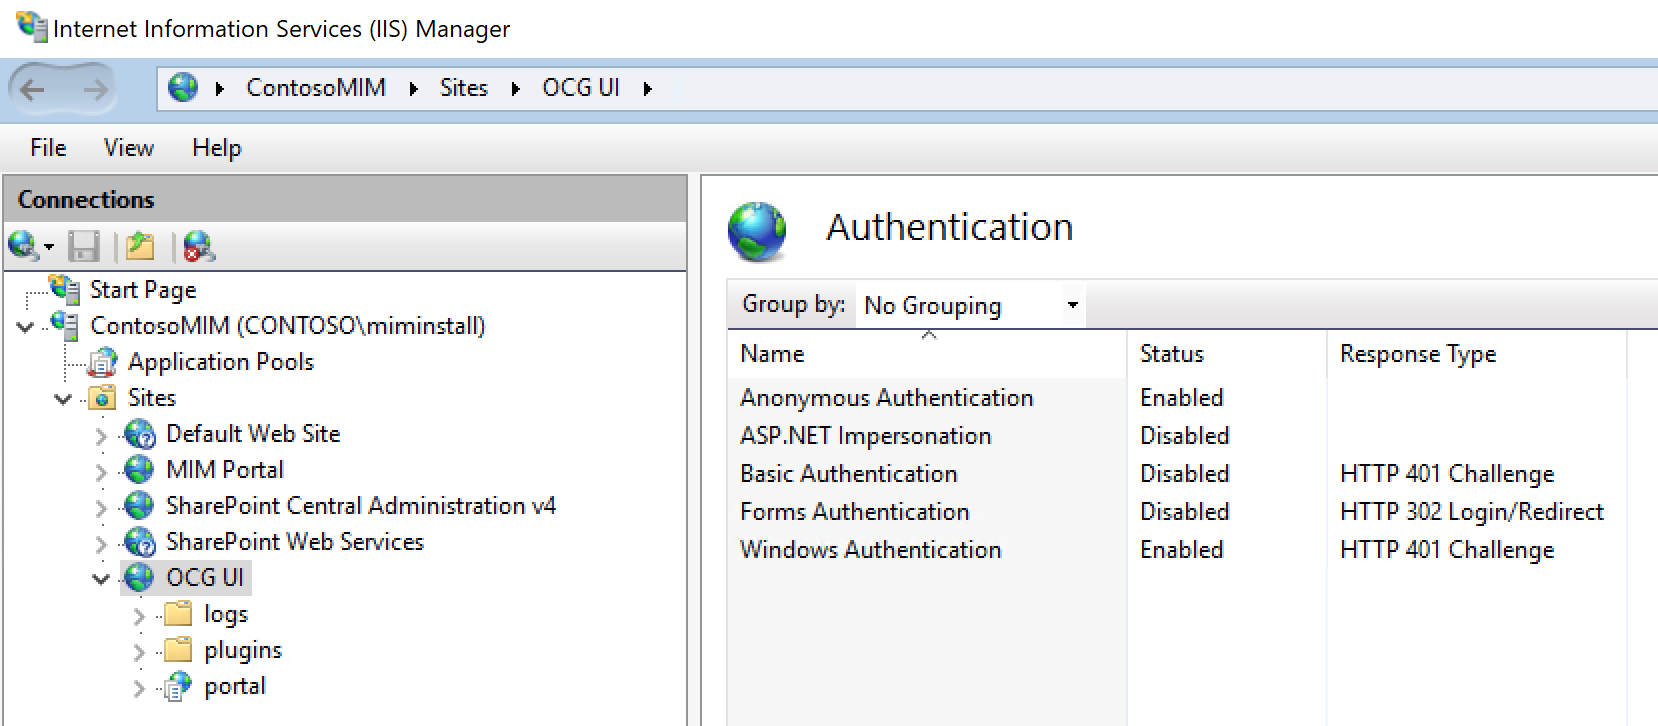 Internet Information Services (IIS) Manager
ContosoMIM Sites OCG UI
File View Help
Connections
Start Page
ContosoMIM (CONTOSO\miminstall)
Application Pools
Sites
Default Web Site
MIM Portal
SharePoint Central Administration v4
SharePoint Web Services
OCG UI
logs
plugins
portal
Authentication
Group by: No Grouping
Name Status Response Type
Anonymous Authentication Enabled
ASP.NET Impersonation Disabled
Basic Authentication Disabled HTTP 401 Challenge
Forms Authentication Disabled HTTP 302 Login/Redirect
Windows Authentication Enabled HTTP 401 Challenge